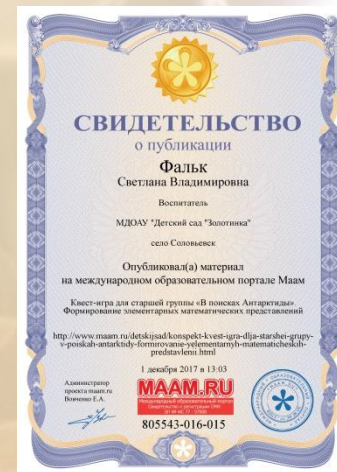 СВИДЕТЕЛЬСТВО
о публикации
Фальк
Светлана Владимировна
Воспитатель
МДОАУ "Детский сад "Золотинка"
село Соловьевск
Опубликовал(а) материал
на международном образовательном портале Маам
Квест-игра для старшей группы «В поисках Антарктиды».
Формирование элементарных математических представлений
http://www.maam.ru/detskijsad/konspekt-kvest-igra-dlja-starshei-grupy-
v-poiskah-antarktidy-formirovanie-yelementarnyh-matematicheskih-
predstavlenii.html
1 декабря 2017 в 13:03
Администратор
проекта maam.ru
Вовченко Е.А.
MAAM.RU
Международный образовательный портал
805543-016-015